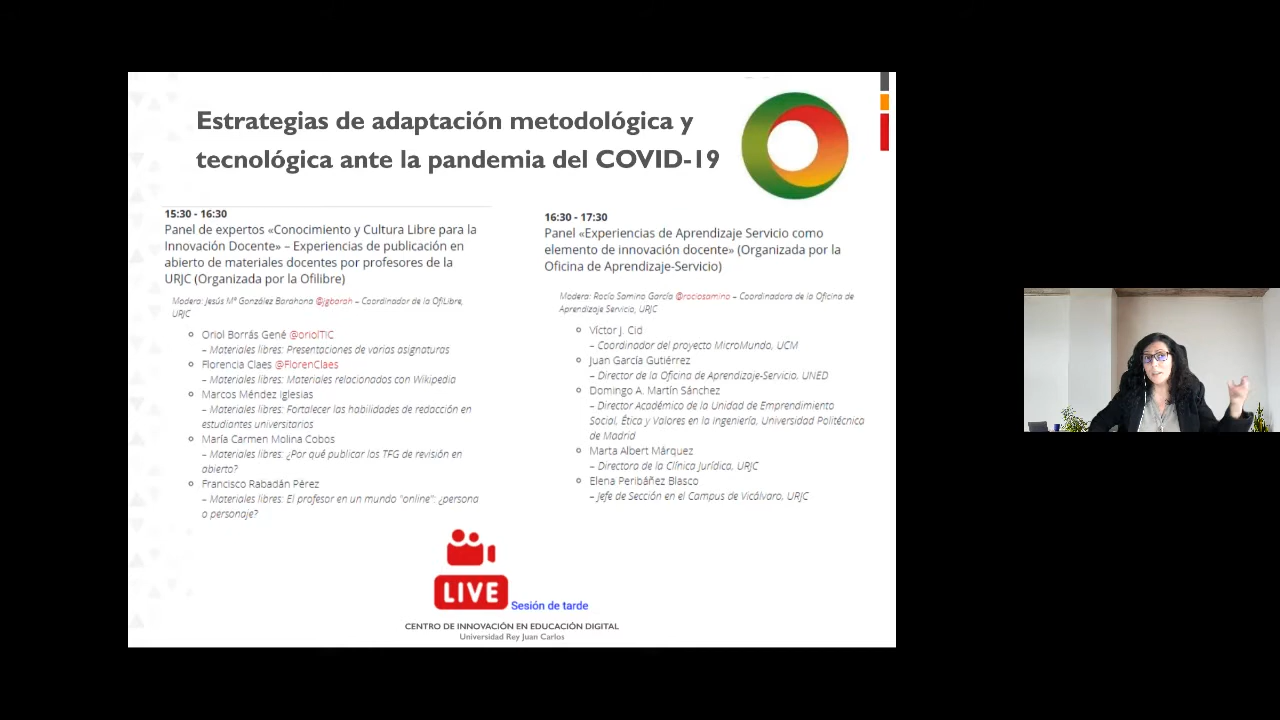 Estrategias de adaptación metodológica y
tecnológica ante la pandemia del COVID-19
15:30 - 16:30
Panel de expertos «Conocimiento y Cultura Libre para la
Innovación Docente» – Experiencias de publicación en
abierto de materiales docentes por profesores de la
URJC (Organizada por la Ofilibre)
Modera: Jesús Mª González Barahona @jgbarah – Coordinador de la OfiLibre,
URJC
Oriol Borrás Gené @oriolTIC
– Materiales libres: Presentaciones de varias asignaturas
Florencia Claes @FlorenClaes
– Materiales libres: Materiales relacionados con Wikipedia
Marcos Méndez Iglesias
– Materiales libres: Fortalecer las habilidades de redacción en
estudiantes universitarios
María Carmen Molina Cobos
– Materiales libres: ¿Por qué publicar los TFG de revisión en
abierto?
Francisco Rabadán Pérez
– Materiales libres: El profesor en un mundo "online": ¿persona
o personaje?
16:30 - 17:30
Panel «Experiencias de Aprendizaje Servicio como
elemento de innovación docente» (Organizada por la
Oficina de Aprendizaje-Servicio)
Modera: Rocío Samino García @rociosamino – Coordinadora de la Oficina de
Aprendizaje Servicio, URJC
Víctor J. Cid
– Coordinador del proyecto MicroMundo, UCM
Juan García Gutiérrez
– Director de la Oficina de Aprendizaje-Servicio, UNED
Domingo A. Martín Sánchez
– Director Académico de la Unidad de Emprendimiento
Social, Ética y Valores en la Ingeniería, Universidad Politécnica
de Madrid
Marta Albert Márquez
– Directora de la Clínica Jurídica, URJC
Elena Peribáñez Blasco
– Jefe de Sección en el Campus de Vicálvaro, URJC
LIVE
Sesión de tarde
CENTRO DE INNOVACIÓN EN EDUCACIÓN DIGITAL
Universidad Rey Juan Carlos